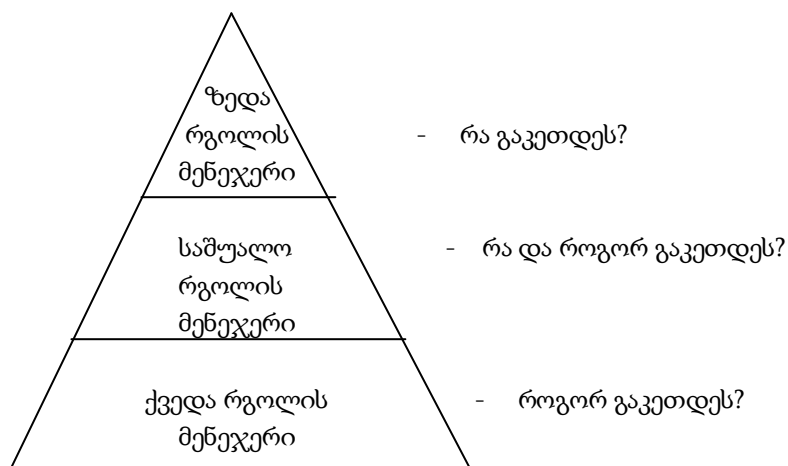 ზედა
რგოლის - რა გაკეთდეს?
მენეჯერი
საშუალო - რა და როგორ გაკეთდეს?
რგოლის
მენეჯერი
ქვედა რგოლის - როგორ გაკეთდეს?
მენეჯერი